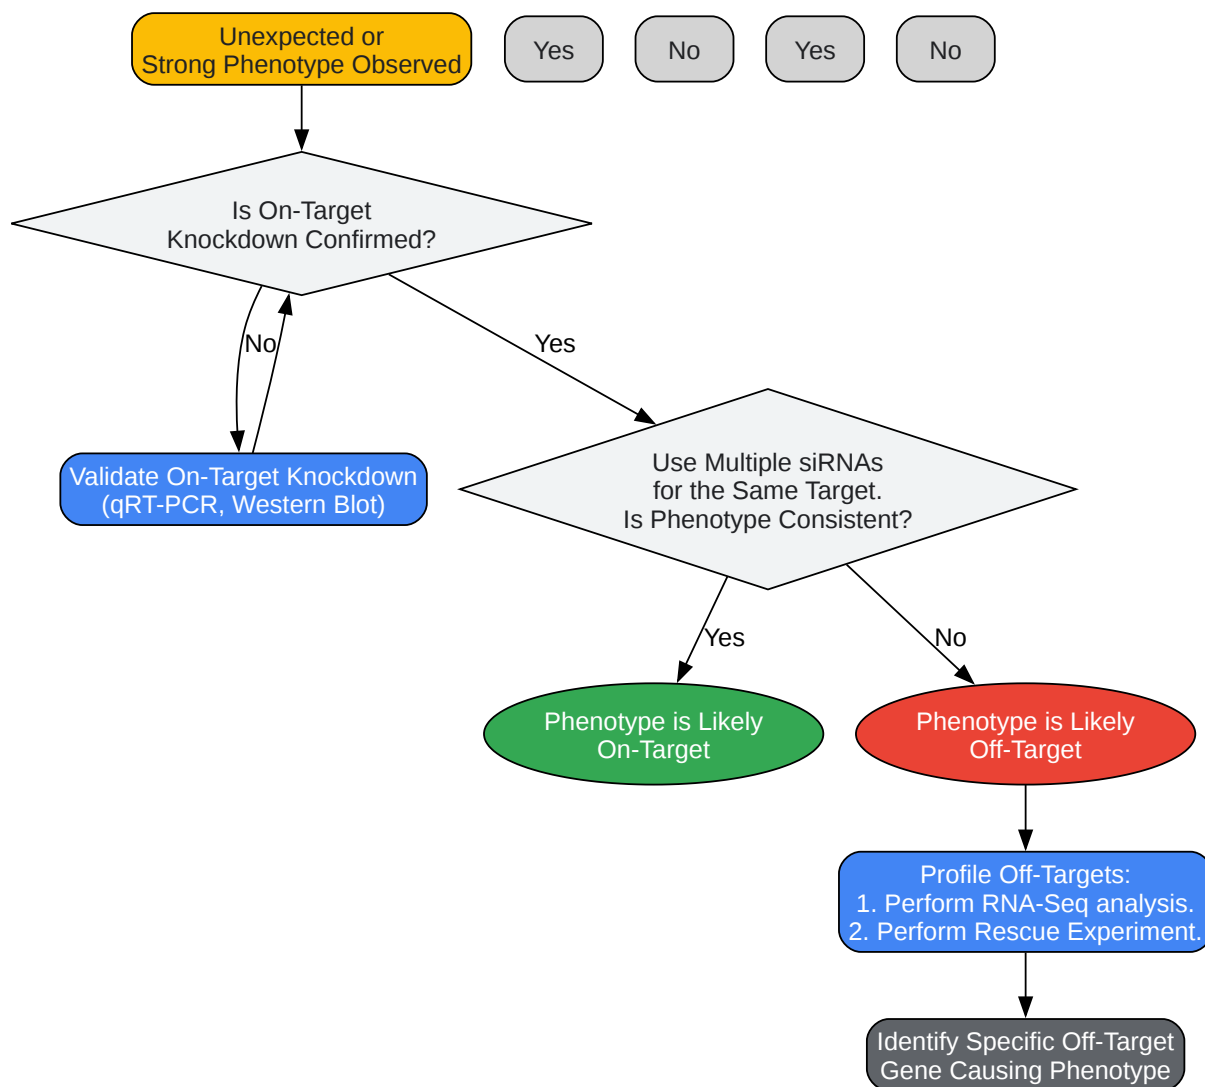 Unexpected or
Strong Phenotype Observed
Yes
No
Yes
No
Is On-Target
Knockdown Confirmed?
No
Yes
Validate On-Target Knockdown
(qRT-PCR, Western Blot)
Use Multiple siRNAs
for the Same Target.
Is Phenotype Consistent?
Yes
No
Phenotype is Likely
On-Target
Phenotype is Likely
Off-Target
Profile Off-Targets:
1. Perform RNA-Seq analysis.
2. Perform Rescue Experiment.
Identify Specific Off-Target
Gene Causing Phenotype